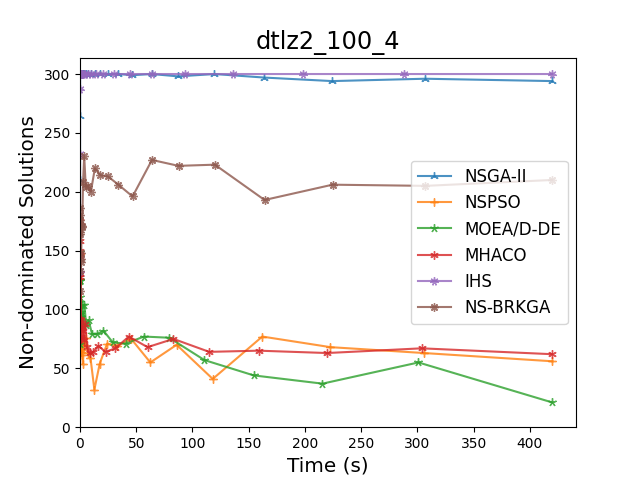 dtlz2_100_4
Non-dominated Solutions
300
250
200
150
100
50
0
NSGA-II
NSPSO
MOEA/D-DE
MHACO
IHS
NS-BRKGA
0 50 100 150 200 250 300 350 400
Time (s)